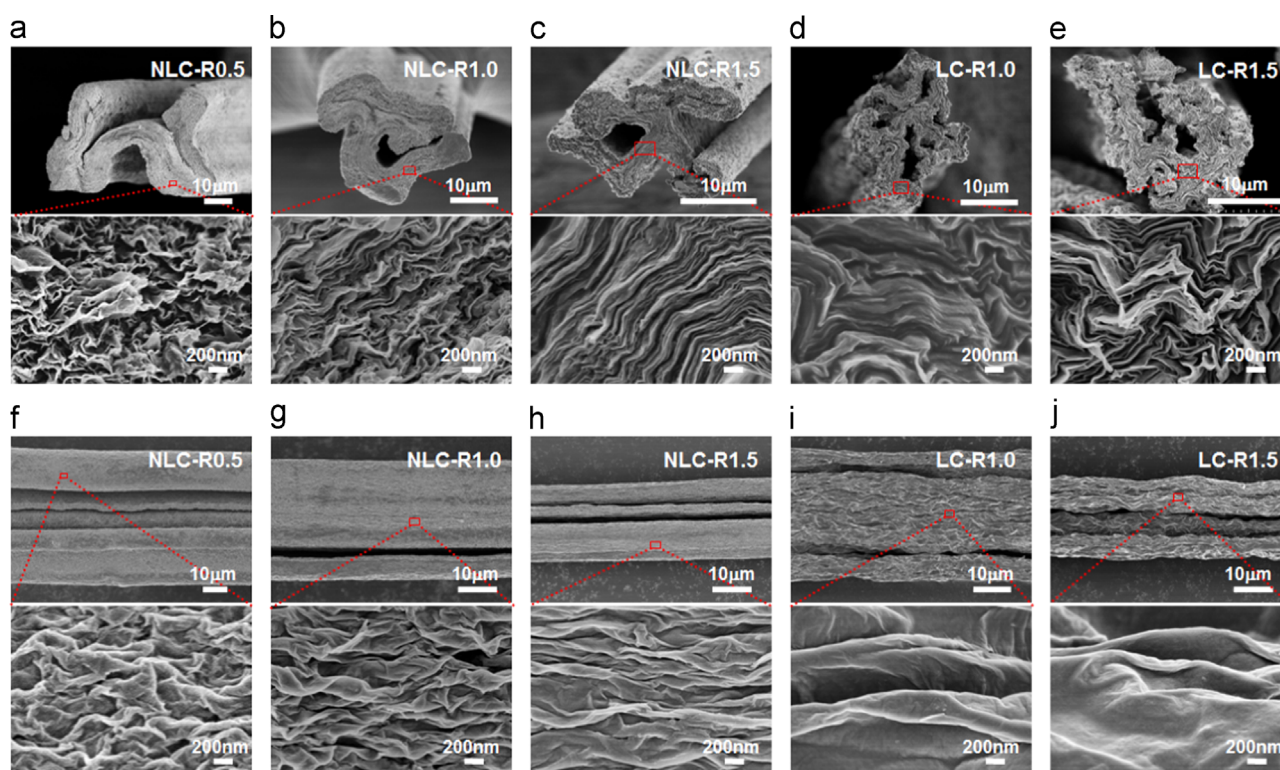 a
b
c
d
e
NLC-R0.5
NLC-R1.0
NLC-R1.5
LC-R1.0
LC-R1.5
10μm
10μm
10μm
10μm
10μm
200nm
200nm
200nm
200nm
200nm
f
g
h
i
j
NLC-R0.5
NLC-R1.0
NLC-R1.5
LC-R1.0
LC-R1.5
10μm
10μm
10μm
10μm
10μm
200nm
200nm
200nm
200nm
200nm